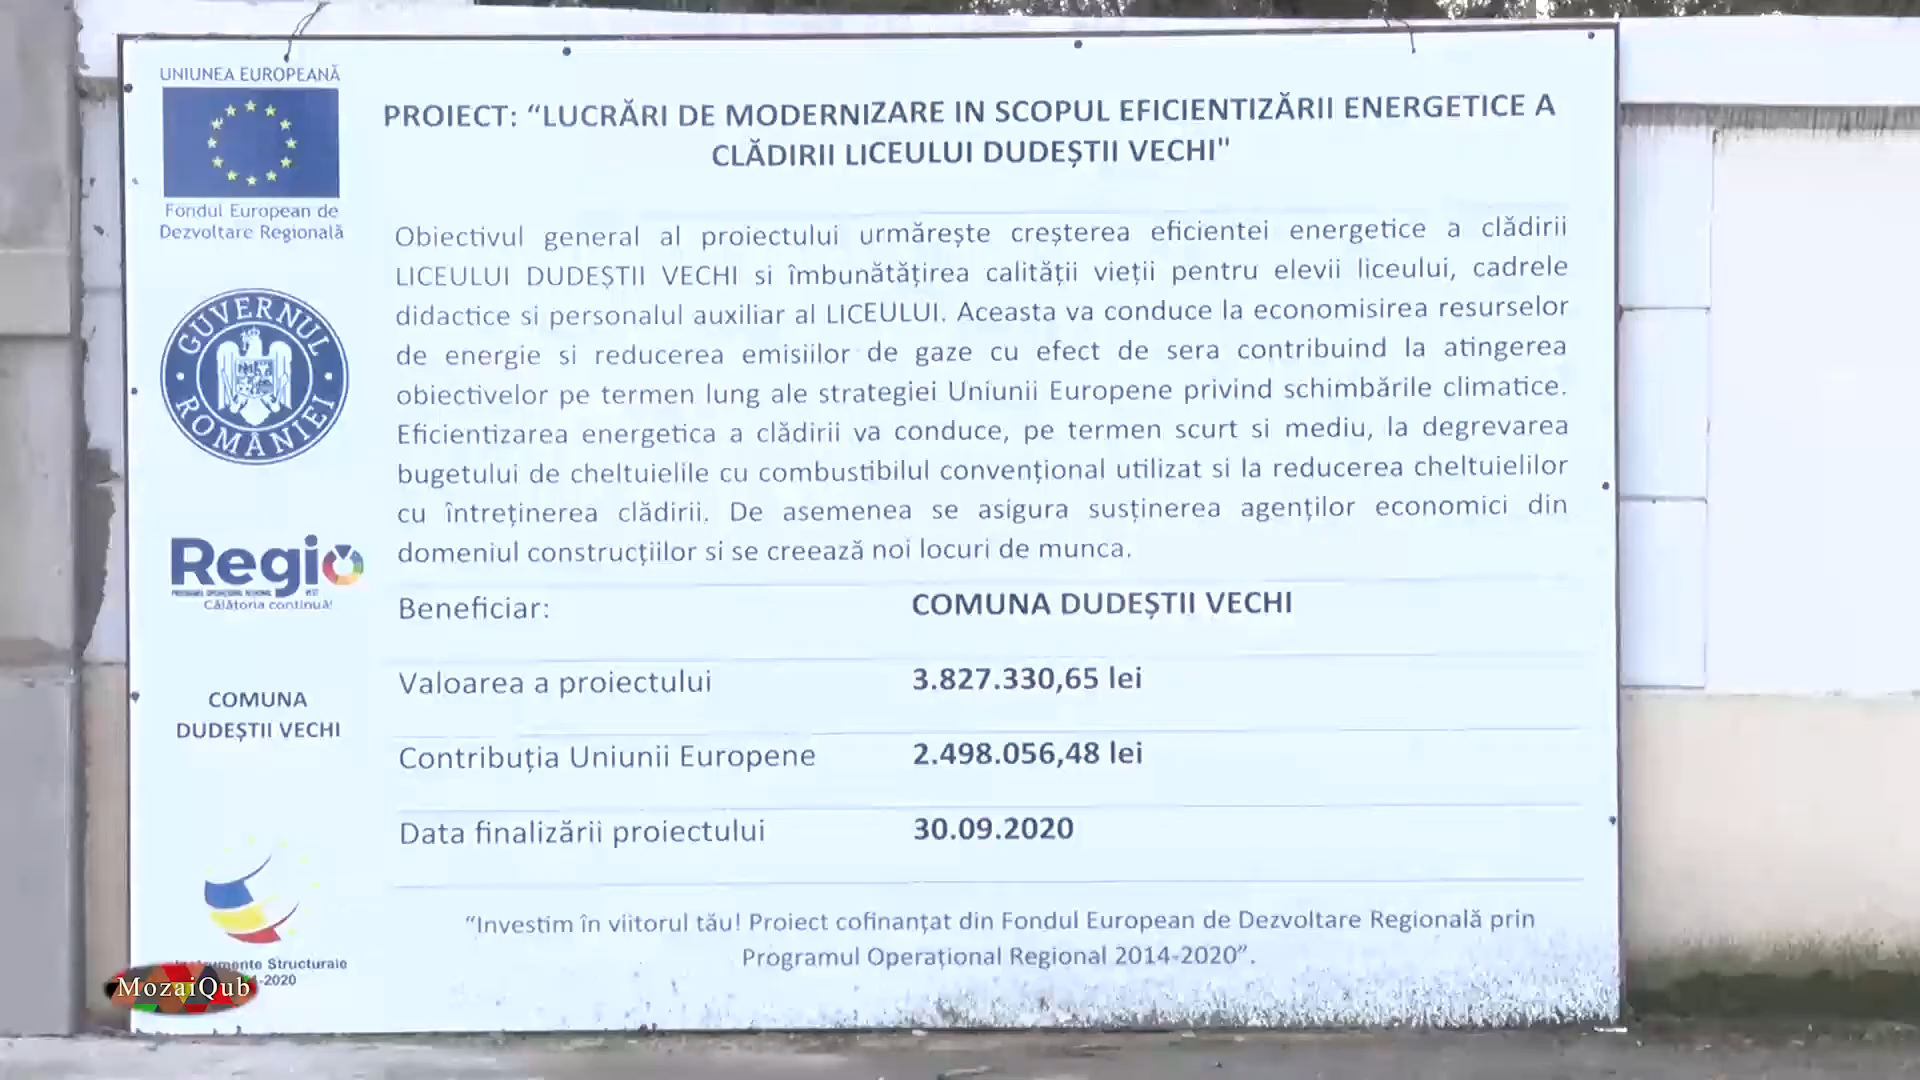 UNIUNEA EUROPEANĂ
Fondul European de
Dezvoltare Regională
GUVERNUL
ROMÂNIEI
Regio
PROGRAMUL OPERAȚIONAL REGIONAL
Călătoria continuă!
COMUNA
DUDEȘTII VECHI
Structurale
-2020
MozaiQub
PROIECT: “LUCRĂRI DE MODERNIZARE IN SCOPUL EFICIENTIZĂRII ENERGETICE A
CLĂDIRII LICEULUI DUDEȘTII VECHI"
Obiectivul general al proiectului urmărește creșterea eficientei energetice a clădirii
LICEULUI DUDEȘTII VECHI si îmbunătățirea calității vieții pentru elevii liceului, cadrele
didactice si personalul auxiliar al LICEULUI. Aceasta va conduce la economisirea resurselor
de energie si reducerea emisiilor de gaze cu efect de sera contribuind la atingerea
obiectivelor pe termen lung ale strategiei Uniunii Europene privind schimbările climatice.
Eficientizarea energetica a clădirii va conduce, pe termen scurt si mediu, la degrevarea
bugetului de cheltuielile cu combustibilul convențional utilizat si la reducerea cheltuielilor
cu întreținerea clădirii. De asemenea se asigura susținerea agenților economici din
domeniul construcțiilor si se creează noi locuri de munca.
Beneficiar: COMUNA DUDEȘTII VECHI
Valoarea a proiectului 3.827.330,65 lei
Contribuția Uniunii Europene 2.498.056,48 lei
Data finalizării proiectului 30.09.2020
“Investim în viitorul tău! Proiect cofinanțat din Fondul European de Dezvoltare Regională prin
Programul Operațional Regional 2014-2020”.